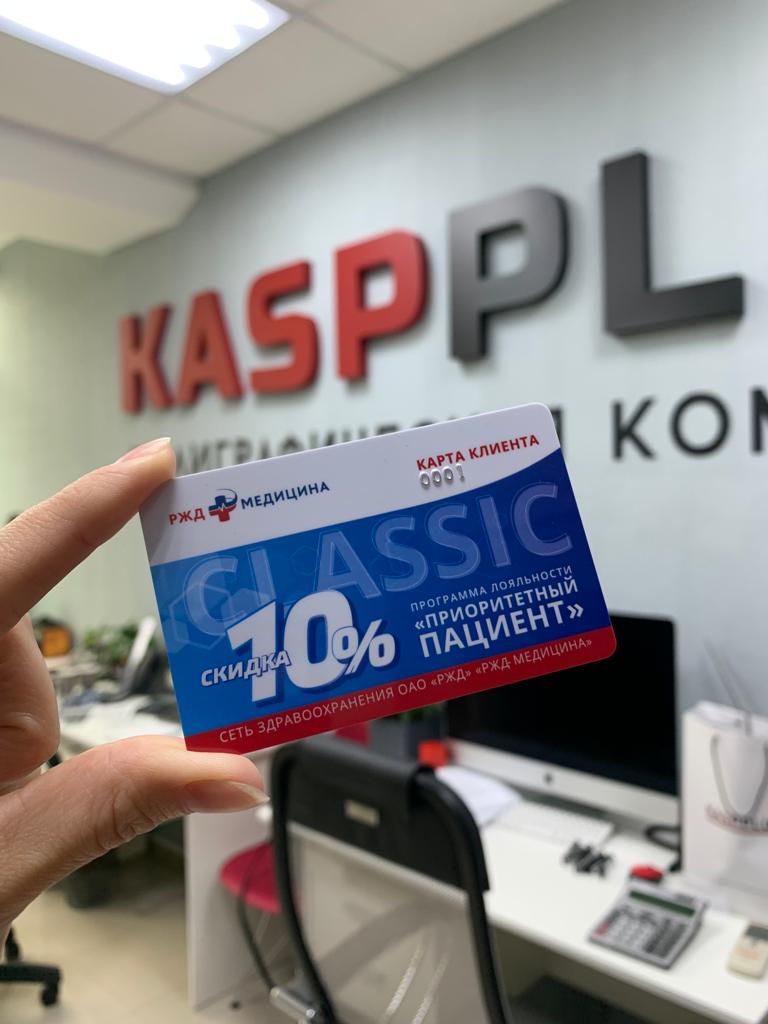 KASPPL
КОМ
РЖД МЕДИЦИНА
КАРТА КЛИЕНТА
0001
CLASSIC
СКИДКА 10%
ПРОГРАММА ЛОЯЛЬНОСТИ
«ПРИОРИТЕТНЫЙ
ПАЦИЕНТ»
СЕТЬ ЗДРАВООХРАНЕНИЯ ОАО «РЖД» «РЖД-МЕДИЦИНА»